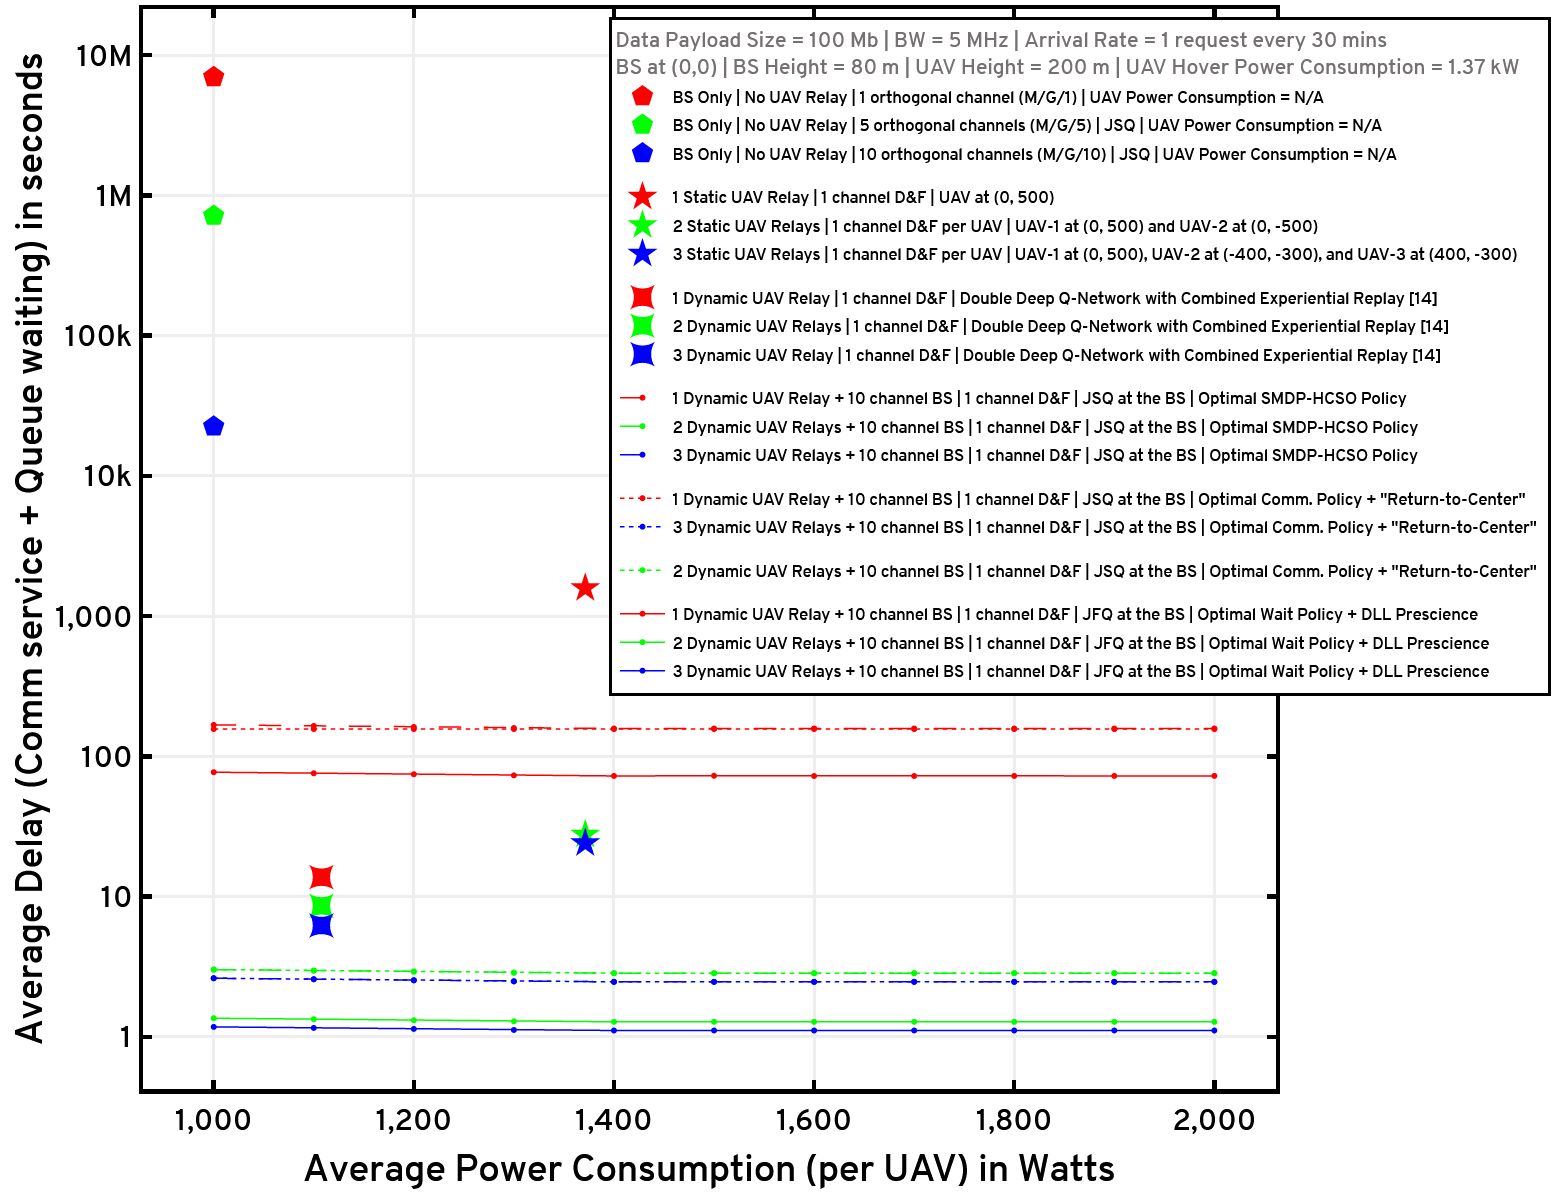 Data Payload Size = 100 Mb | BW = 5 MHz | Arrival Rate = 1 request every 30 mins
BS at (0,0) | BS Height = 80 m | UAV Height = 200 m | UAV Hover Power Consumption = 1.37 kW
BS Only | No UAV Relay | 1 orthogonal channel (M/G/1) | UAV Power Consumption = N/A
BS Only | No UAV Relay | 5 orthogonal channels (M/G/5) | JSQ | UAV Power Consumption = N/A
BS Only | No UAV Relay | 10 orthogonal channels (M/G/10) | JSQ | UAV Power Consumption = N/A
1 Static UAV Relay | 1 channel D&F | UAV at (0, 500)
2 Static UAV Relays | 1 channel D&F per UAV | UAV-1 at (0, 500) and UAV-2 at (0, -500)
3 Static UAV Relays | 1 channel D&F per UAV | UAV-1 at (0, 500), UAV-2 at (-400, -300), and UAV-3 at (400, -300)
1 Dynamic UAV Relay | 1 channel D&F | Double Deep Q-Network with Combined Experiential Replay [14]
2 Dynamic UAV Relays | 1 channel D&F | Double Deep Q-Network with Combined Experiential Replay [14]
3 Dynamic UAV Relay | 1 channel D&F | Double Deep Q-Network with Combined Experiential Replay [14]
1 Dynamic UAV Relay + 10 channel BS | 1 channel D&F | JSQ at the BS | Optimal SMDP-HCSO Policy
2 Dynamic UAV Relays + 10 channel BS | 1 channel D&F | JSQ at the BS | Optimal SMDP-HCSO Policy
3 Dynamic UAV Relays + 10 channel BS | 1 channel D&F | JSQ at the BS | Optimal SMDP-HCSO Policy
1 Dynamic UAV Relay + 10 channel BS | 1 channel D&F | JSQ at the BS | Optimal Comm. Policy + "Return-to-Center"
3 Dynamic UAV Relays + 10 channel BS | 1 channel D&F | JSQ at the BS | Optimal Comm. Policy + "Return-to-Center"
2 Dynamic UAV Relays + 10 channel BS | 1 channel D&F | JSQ at the BS | Optimal Comm. Policy + "Return-to-Center"
1 Dynamic UAV Relay + 10 channel BS | 1 channel D&F | JFQ at the BS | Optimal Wait Policy + DLL Prescience
2 Dynamic UAV Relays + 10 channel BS | 1 channel D&F | JFQ at the BS | Optimal Wait Policy + DLL Prescience
3 Dynamic UAV Relays + 10 channel BS | 1 channel D&F | JFQ at the BS | Optimal Wait Policy + DLL Prescience
Average Delay (Comm service + Queue waiting) in seconds
10M
1M
100k
10k
1,000
100
10
1
1,000
1,200
1,400
1,600
1,800
2,000
Average Power Consumption (per UAV) in Watts